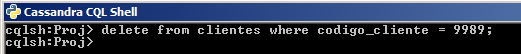 Cassandra CQL Shell
cqlsh:Proj> delete from clientes where codigo_cliente = 9989;
cqlsh:Proj>